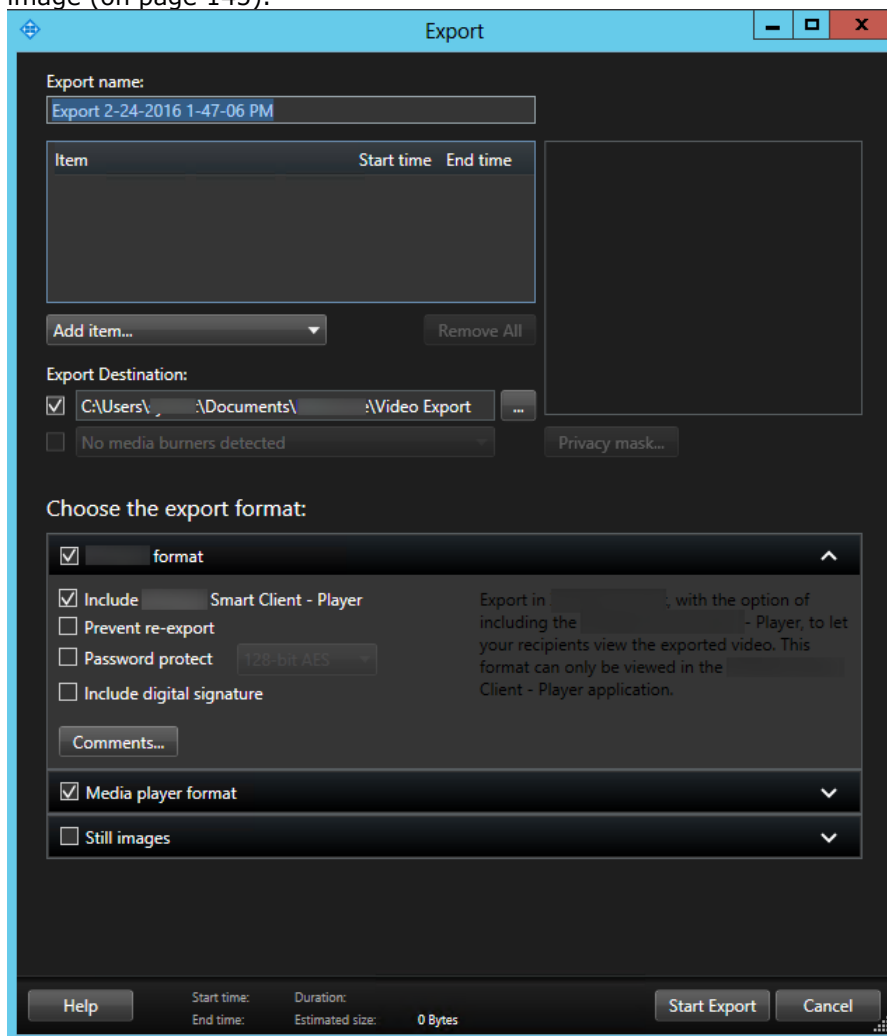 image (on page 143).
Export
Export name:
Export 2-24-2016 1-47-06 PM
Item Start time End time
Add item... Remove All
Export Destination:
C:\Users\ :\Documents\ :\Video Export ...
No media burners detected Privacy mask...
Choose the export format:
format
Include Smart Client - Player
Prevent re-export
Password protect 128-bit AES
Include digital signature
Export in , with the option of
including the - Player, to let
your recipients view the exported video. This
format can only be viewed in the
Client - Player application.
Comments...
Media player format
Still images
Help
Start time: Duration:
End time: Estimated size: 0 Bytes
Start Export Cancel